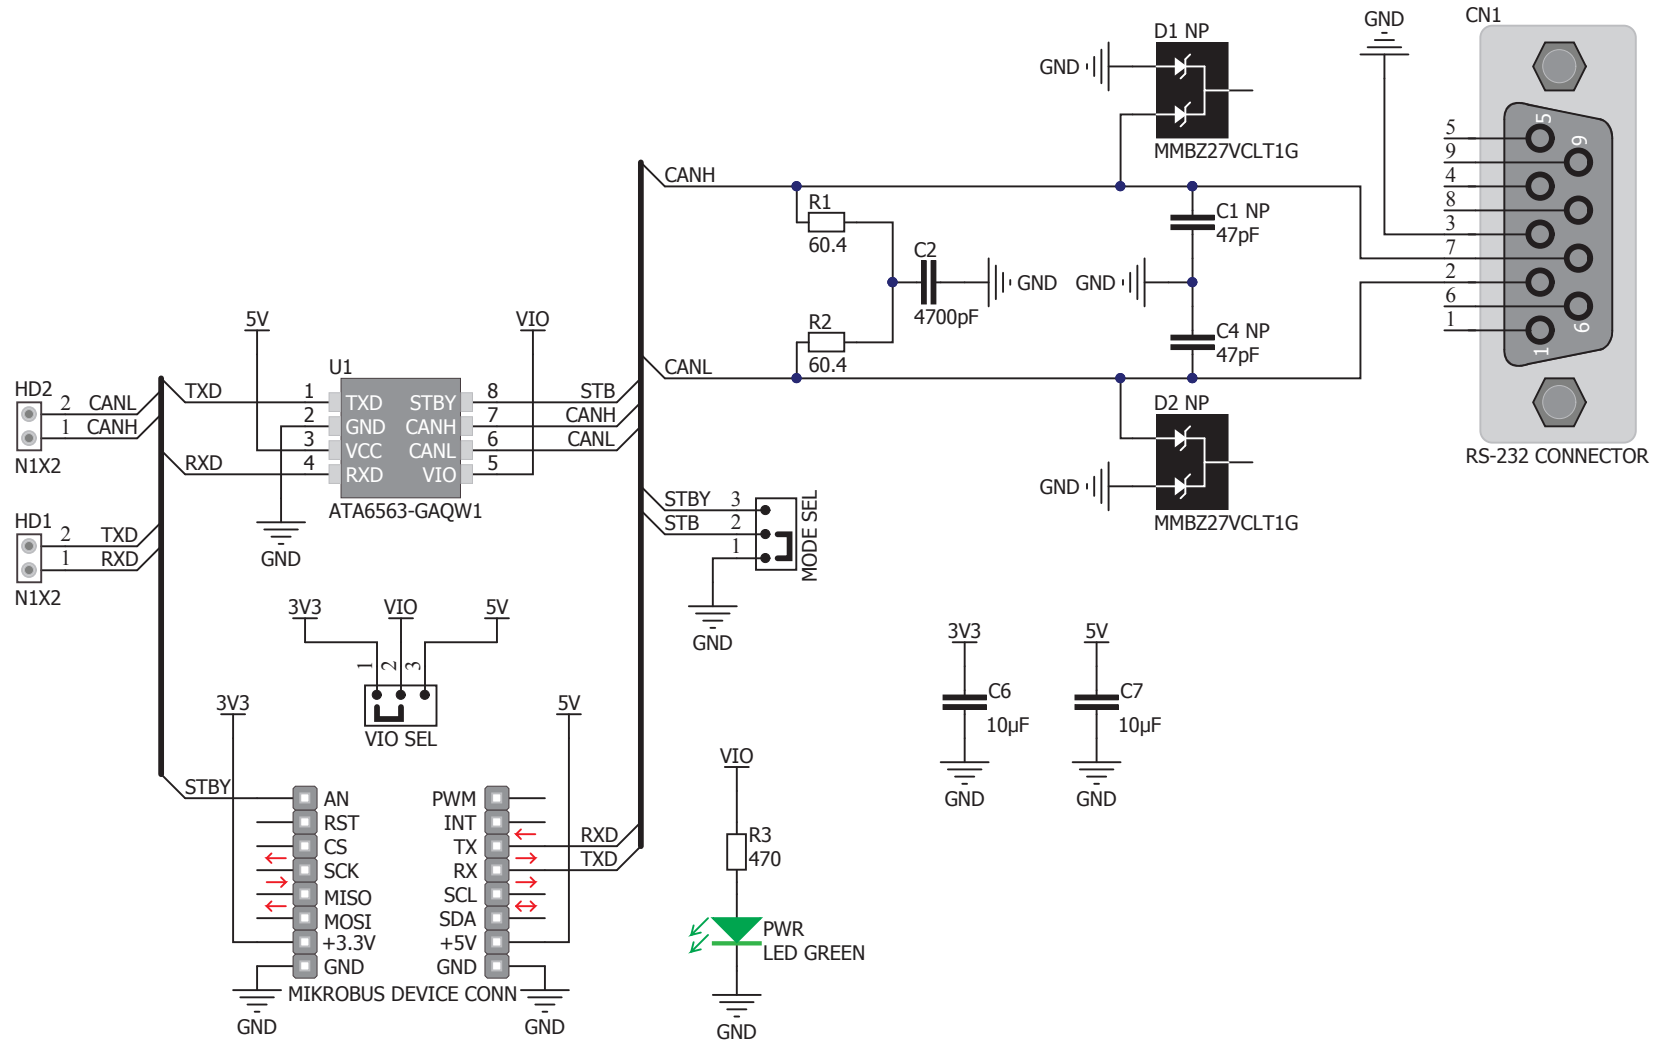 D1 NP
GND
MMBZ27VCLT1G
GND
CN1
5
9
4
8
3
7
2
6
1
5
9
6
1
RS-232 CONNECTOR
CANH
R1
60.4
C2
4700pF
GND
R2
60.4
CANL
C1 NP
47pF
GND
C4 NP
47pF
D2 NP
GND
MMBZ27VCLT1G
5V
VIO
U1
TXD 1 TXD STBY 8 STB
2 GND CANH 7 CANH
3 VCC CANL 6 CANL
RXD 4 RXD VIO 5
ATA6563-GAQW1
GND
HD2
2 CANL
1 CANH
N1X2
HD1
2 TXD
1 RXD
N1X2
STBY 3
STB 2
1
MODE SEL
GND
3V3 VIO 5V
1 2 3
VIO SEL
3V3
5V
STBY
AN PWM
RST INT
CS TX RXD
SCK RX TXD
MISO SCL
MOSI SDA
+3.3V +5V
GND GND
MIKROBUS DEVICE CONN
GND
GND
VIO
R3
470
PWR
LED GREEN
GND
3V3
C6
10µF
GND
5V
C7
10µF
GND